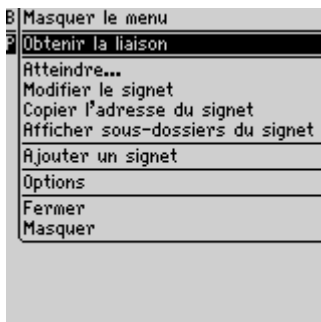 B Masquer le menu
P Obtenir la liaison
Atteindre...
Modifier le signet
Copier l'adresse du signet
Afficher sous-dossiers du signet
Ajouter un signet
Options
Fermer
Masquer